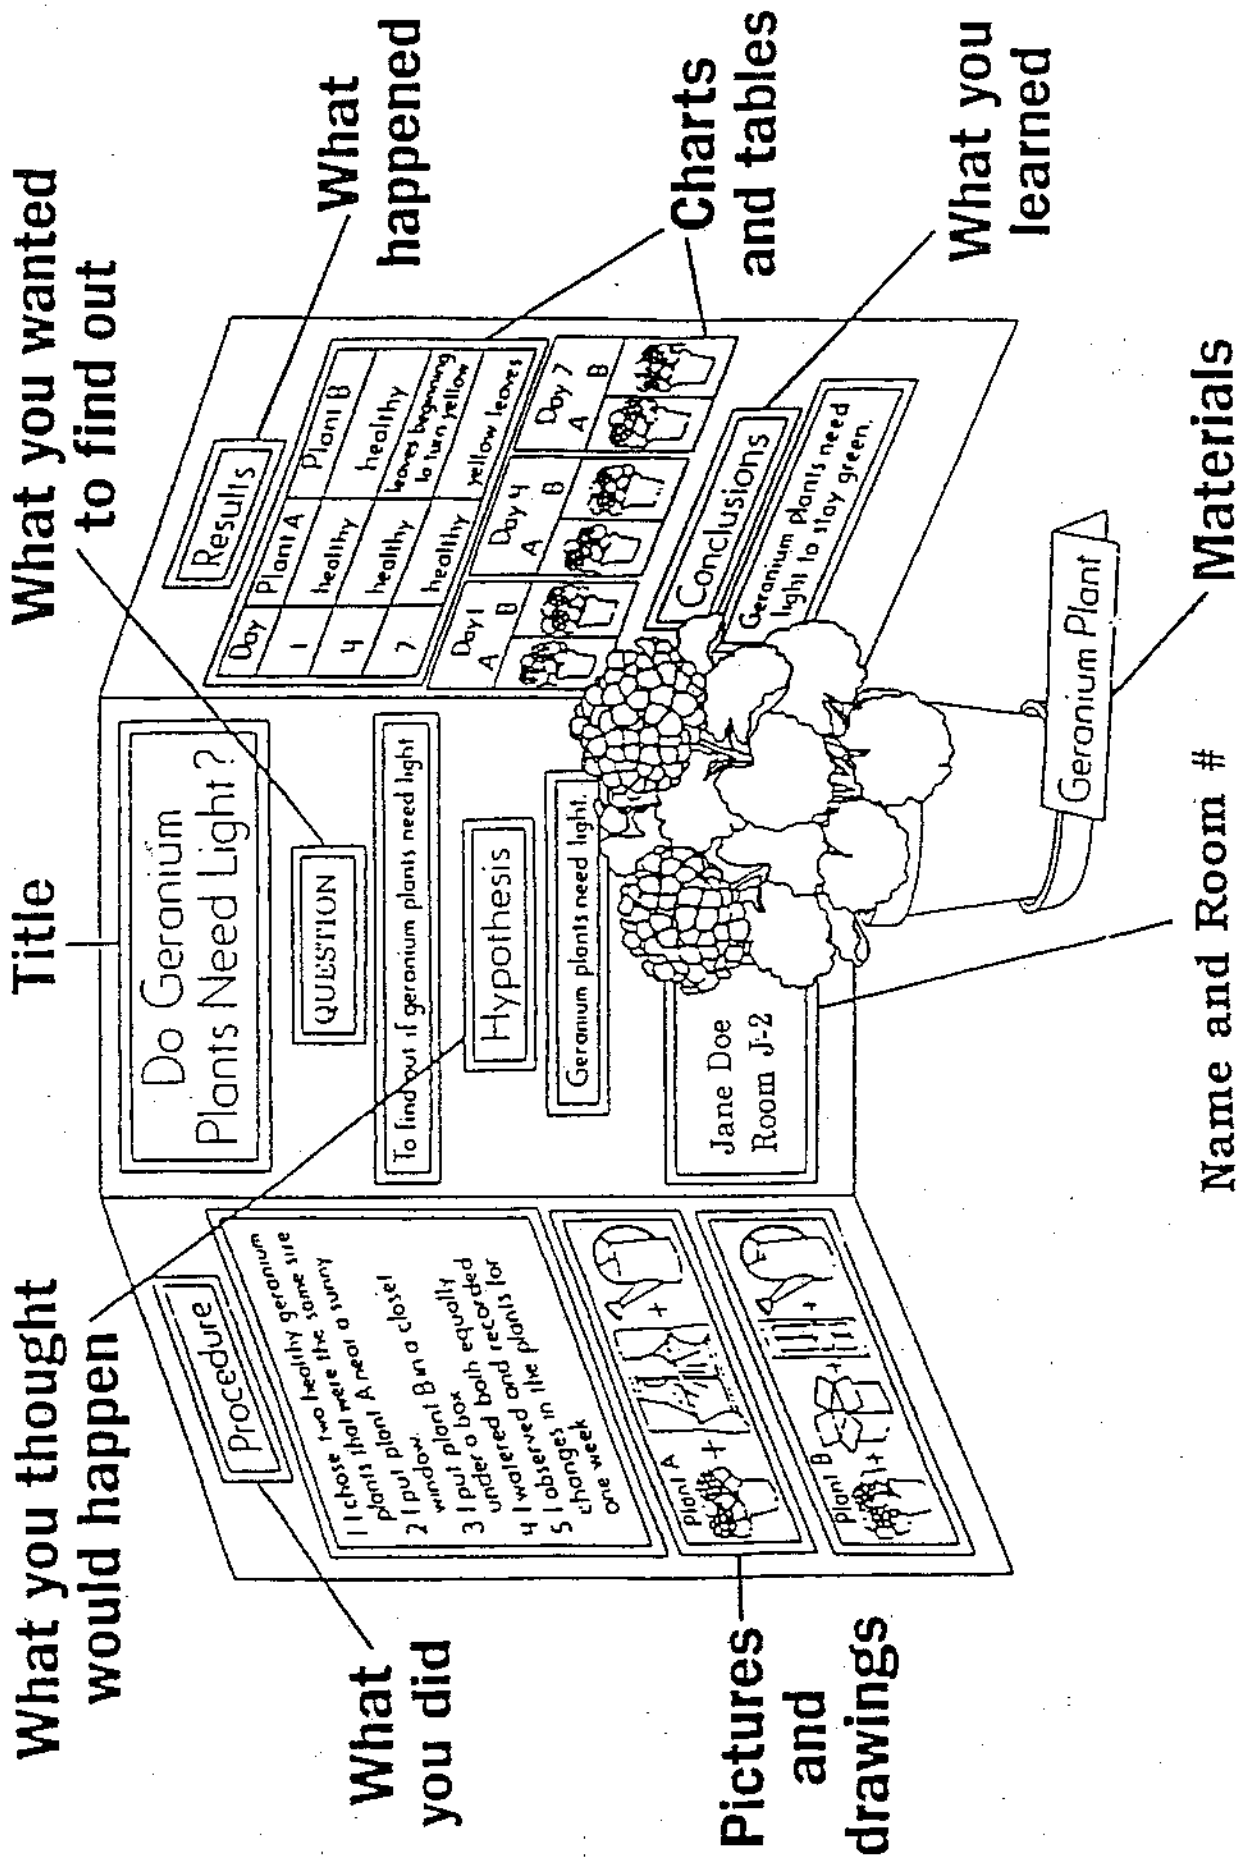 Title
What you thought
would happen
What you wanted
to find out
What
you did
What
happened
Pictures
and
drawings
Charts
and tables
What you
learned
Name and Room #
Materials
Procedure
1 I chose two healthy geranium
plants that were the same size
2 I put plant A near a sunny
window.
3 I put plant B in a closet
under a box
4 I watered both equally
5 I observed and recorded
changes in the plants for
one week
Plant A
+
+
Plant B
+
+
+
Do Geranium
Plants Need Light?
QUESTION
To find out if geranium plants need light
Hypothesis
Geranium plants need light.
Jane Doe
Room J-2
Results
Day Plant A Plant B
1 healthy healthy
4 healthy leaves beginning
to turn yellow
7 healthy yellow leaves
Day 1 Day 4 Day 7
A B A B A B
Conclusions
Geranium plants need
light to stay green.
Geranium Plant